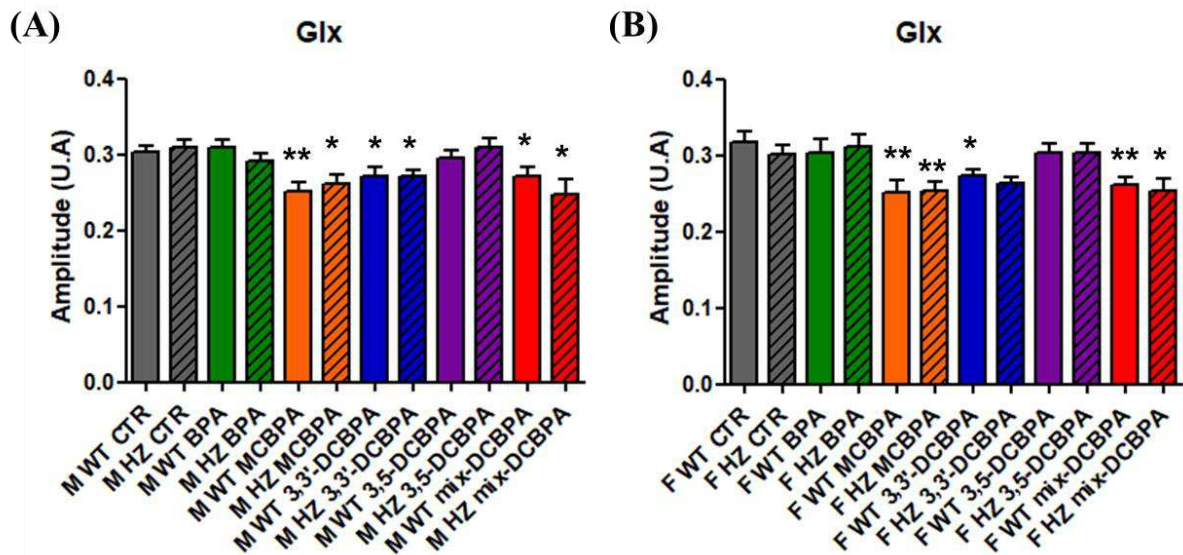 (A)
Glx
Amplitude (U.A)
0.4
0.3
0.2
0.1
0.0
**
*
*
*
*
*
M WT CTR
M HZ CTR
M WT BPA
M HZ BPA
M WT MCBPA
M HZ MCBPA
M WT 3,3'-DCBPA
M HZ 3,3'-DCBPA
M WT 3,5-DCBPA
M HZ 3,5-DCBPA
M WT mix-DCBPA
M HZ mix-DCBPA
(B)
Glx
Amplitude (U.A)
0.4
0.3
0.2
0.1
0.0
**
**
*
**
*
F WT CTR
F HZ CTR
F WT BPA
F HZ BPA
F WT MCBPA
F HZ MCBPA
F WT 3,3'-DCBPA
F HZ 3,3'-DCBPA
F WT 3,5-DCBPA
F HZ 3,5-DCBPA
F WT mix-DCBPA
F HZ mix-DCBPA